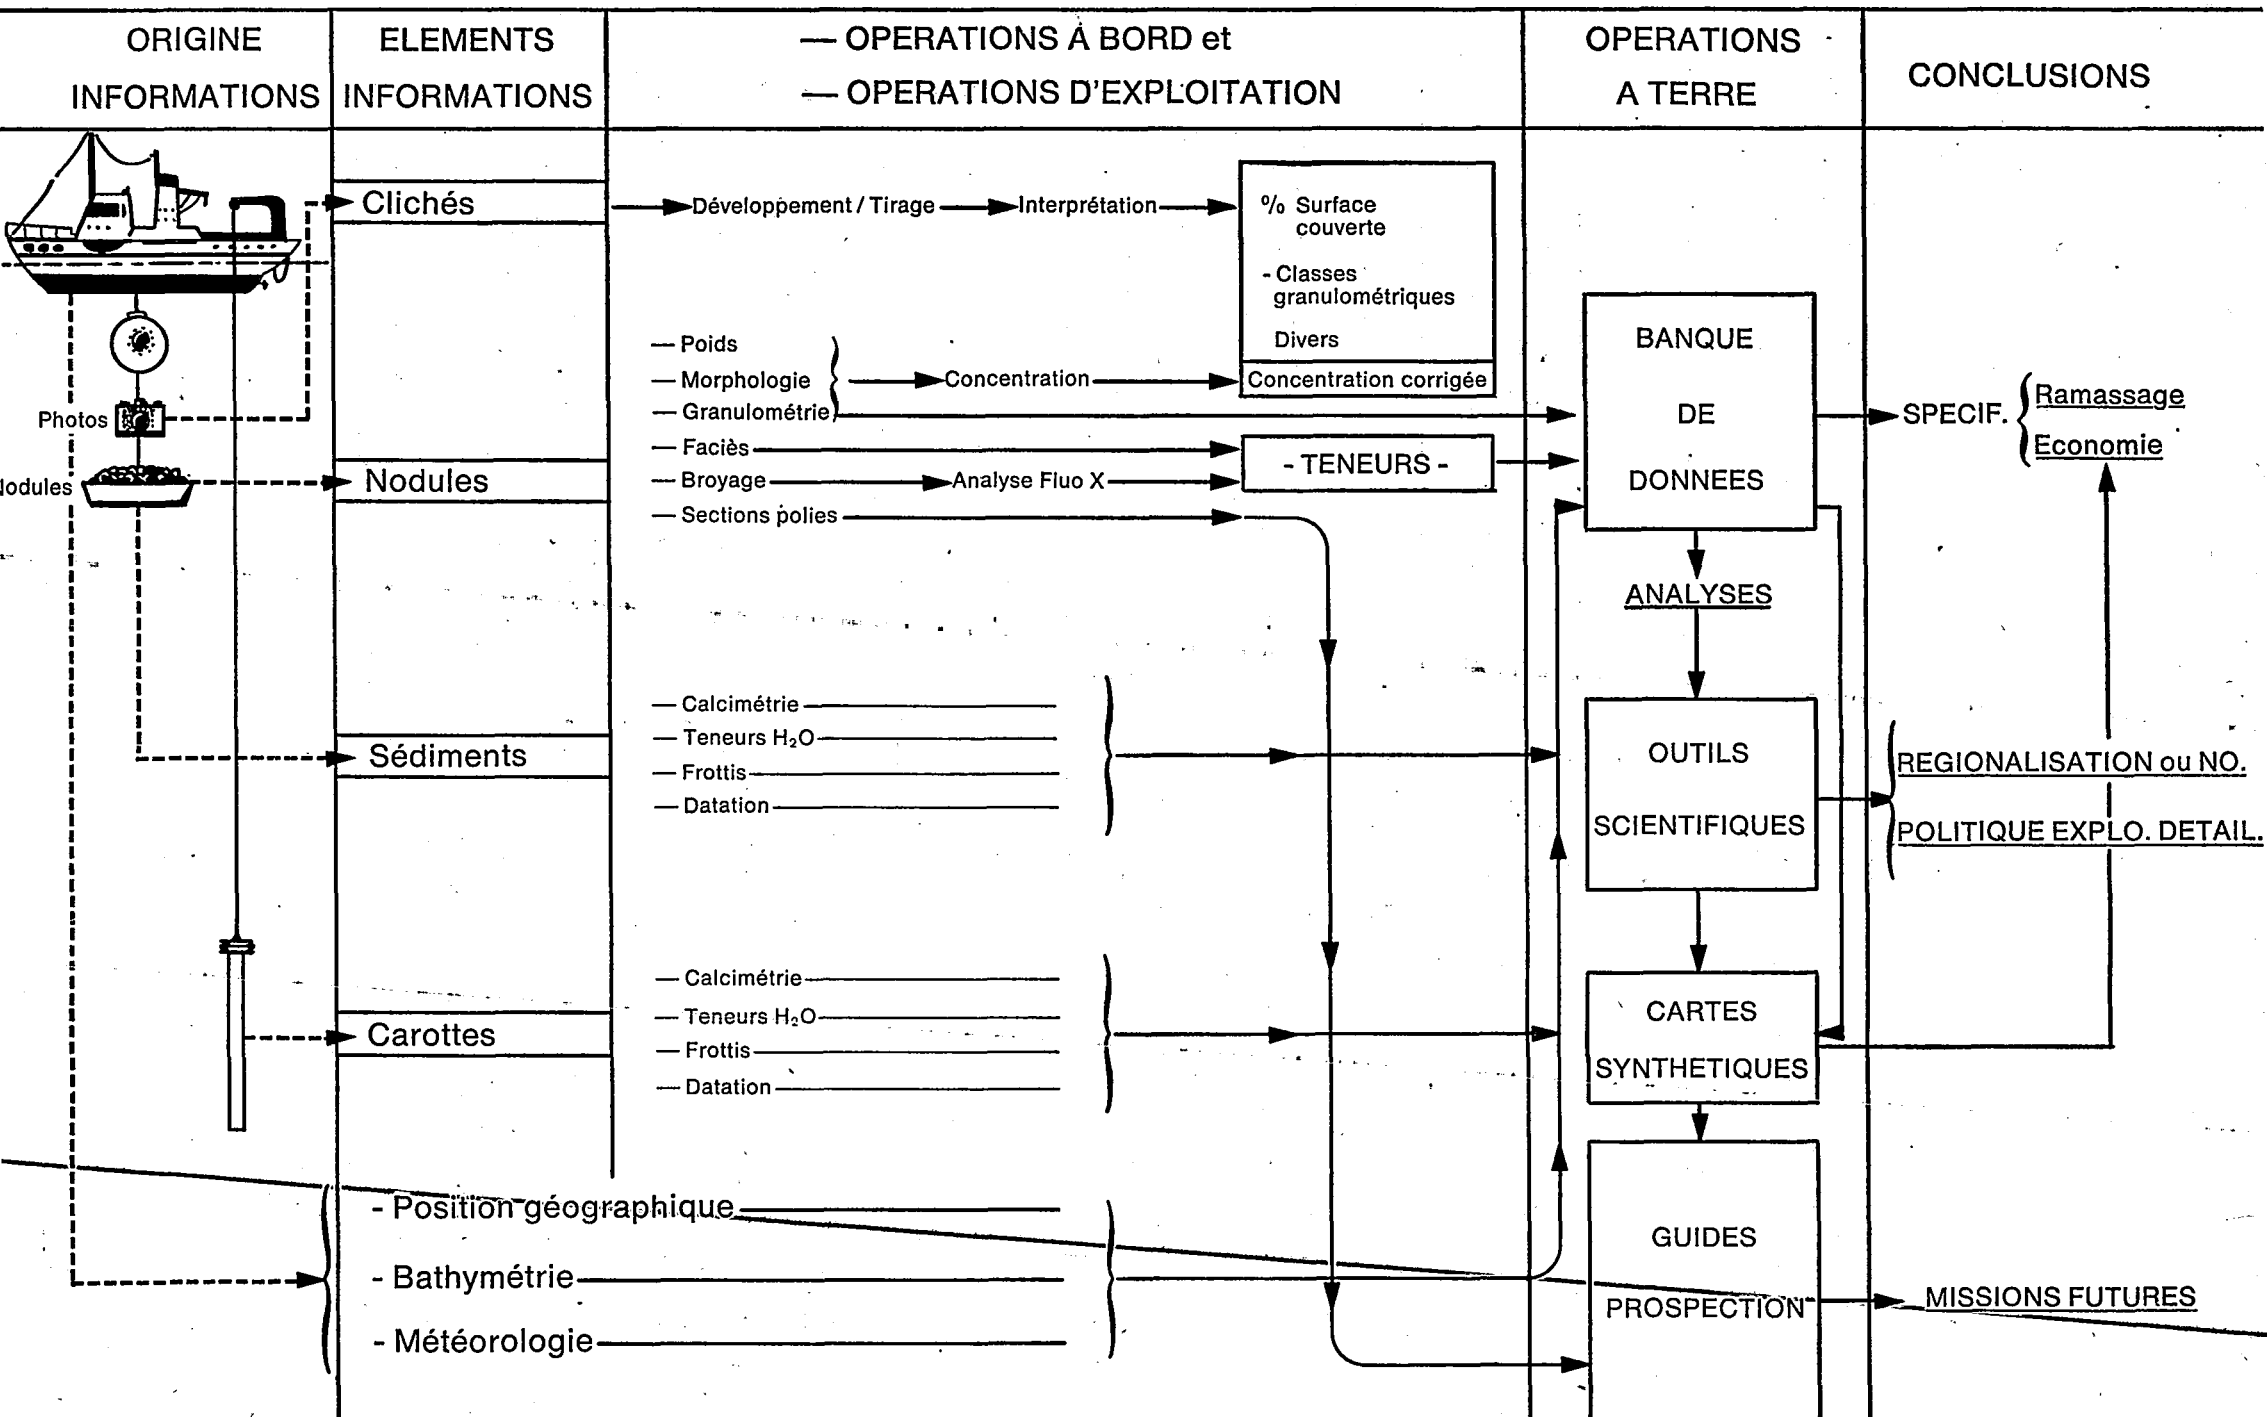 ORIGINE
INFORMATIONS
ELEMENTS
INFORMATIONS
— OPERATIONS À BORD et
— OPERATIONS D'EXPLOITATION
OPERATIONS
A TERRE
CONCLUSIONS
Clichés
Développement / Tirage
Interprétation
% Surface
couverte
- Classes
granulométriques
Divers
Concentration corrigée
Photos
Nodules
Nodules
— Poids
— Morphologie
— Granulométrie
Concentration
— Faciès
— Broyage
Analyse Fluo X
— Sections polies
- TENEURS -
BANQUE
DE
DONNEES
SPECIF.
Ramassage
Economie
ANALYSES
Sédiments
— Calcimétrie
— Teneurs H₂O
— Frottis
— Datation
OUTILS
SCIENTIFIQUES
REGIONALISATION ou NO.
POLITIQUE EXPLO. DETAIL.
Carottes
— Calcimétrie
— Teneurs H₂O
— Frottis
— Datation
CARTES
SYNTHETIQUES
- Position géographique
- Bathymétrie
- Météorologie
GUIDES
PROSPECTION
MISSIONS FUTURES